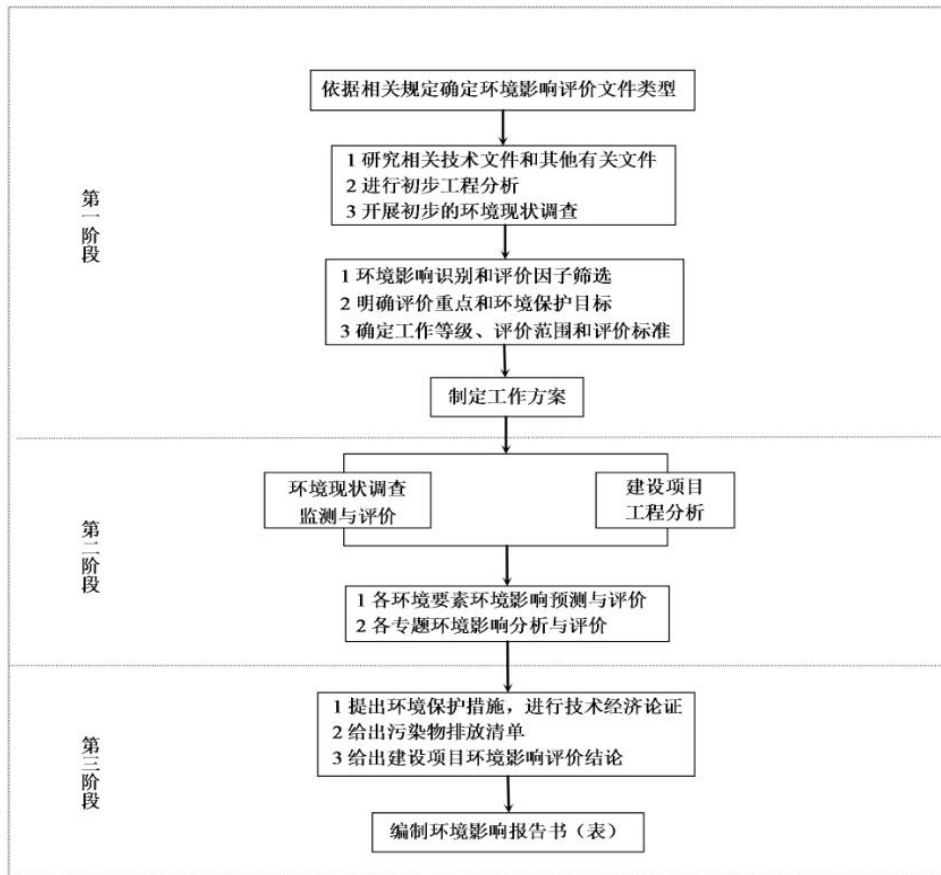 依据相关规定确定环境影响评价文件类型
1 研究相关技术文件和其他有关文件
2 进行初步工程分析
3 开展初步的环境现状调查
第一阶段
1 环境影响识别和评价因子筛选
2 明确评价重点和环境保护目标
3 确定工作等级、评价范围和评价标准
制定工作方案
第二阶段
环境现状调查
监测与评价
建设项目
工程分析
1 各环境要素环境影响预测与评价
2 各专题环境影响分析与评价
第三阶段
1 提出环境保护措施，进行技术经济论证
2 给出污染物排放清单
3 给出建设项目环境影响评价结论
编制环境影响报告书（表）